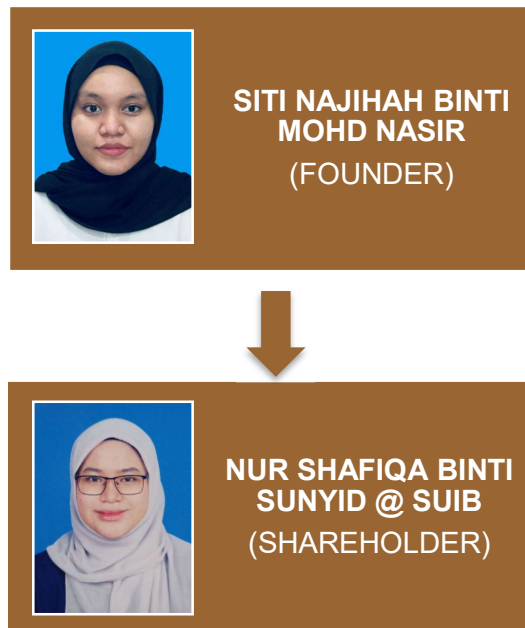 SITI NAJIHAH BINTI
MOHD NASIR
(FOUNDER)
NUR SHAFIQA BINTI
SUNYID @ SUIB
(SHAREHOLDER)